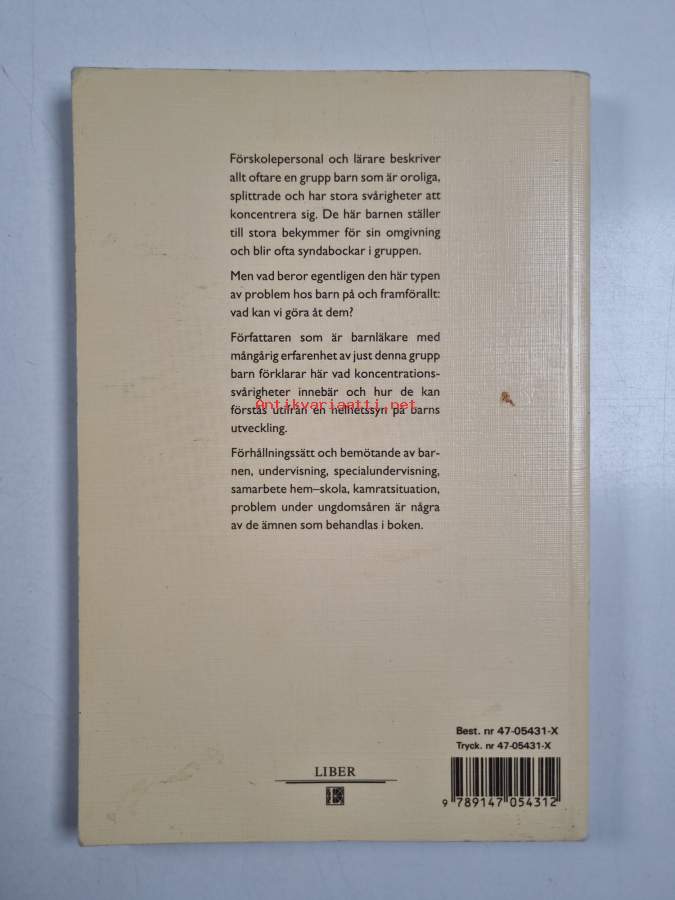 Förskolepersonal och lärare beskriver
allt oftare en grupp barn som är oroliga,
splittrade och har stora svårigheter att
koncentrera sig. De här barnen ställer
till stora bekymmer för sin omgivning
och blir ofta syndabockar i gruppen.
Men vad beror egentligen den här typen
av problem hos barn på och framförallt:
vad kan vi göra åt dem?
Författaren som är barnläkare med
mångårig erfarenhet av just denna grupp
barn förklarar här vad koncentrations-
svårigheter innebär och hur de kan
Antikvariaatti.net
förstås utifrån en helhetssyn på barns
utveckling.
Förhållningssätt och bemötande av bar-
nen, undervisning, specialundervisning,
samarbete hem–skola, kamratsituation,
problem under ungdomsåren är några
av de ämnen som behandlas i boken.
Best. nr 47-05431-X
Tryck. nr 47-05431-X
LIBER
9 789147 054312